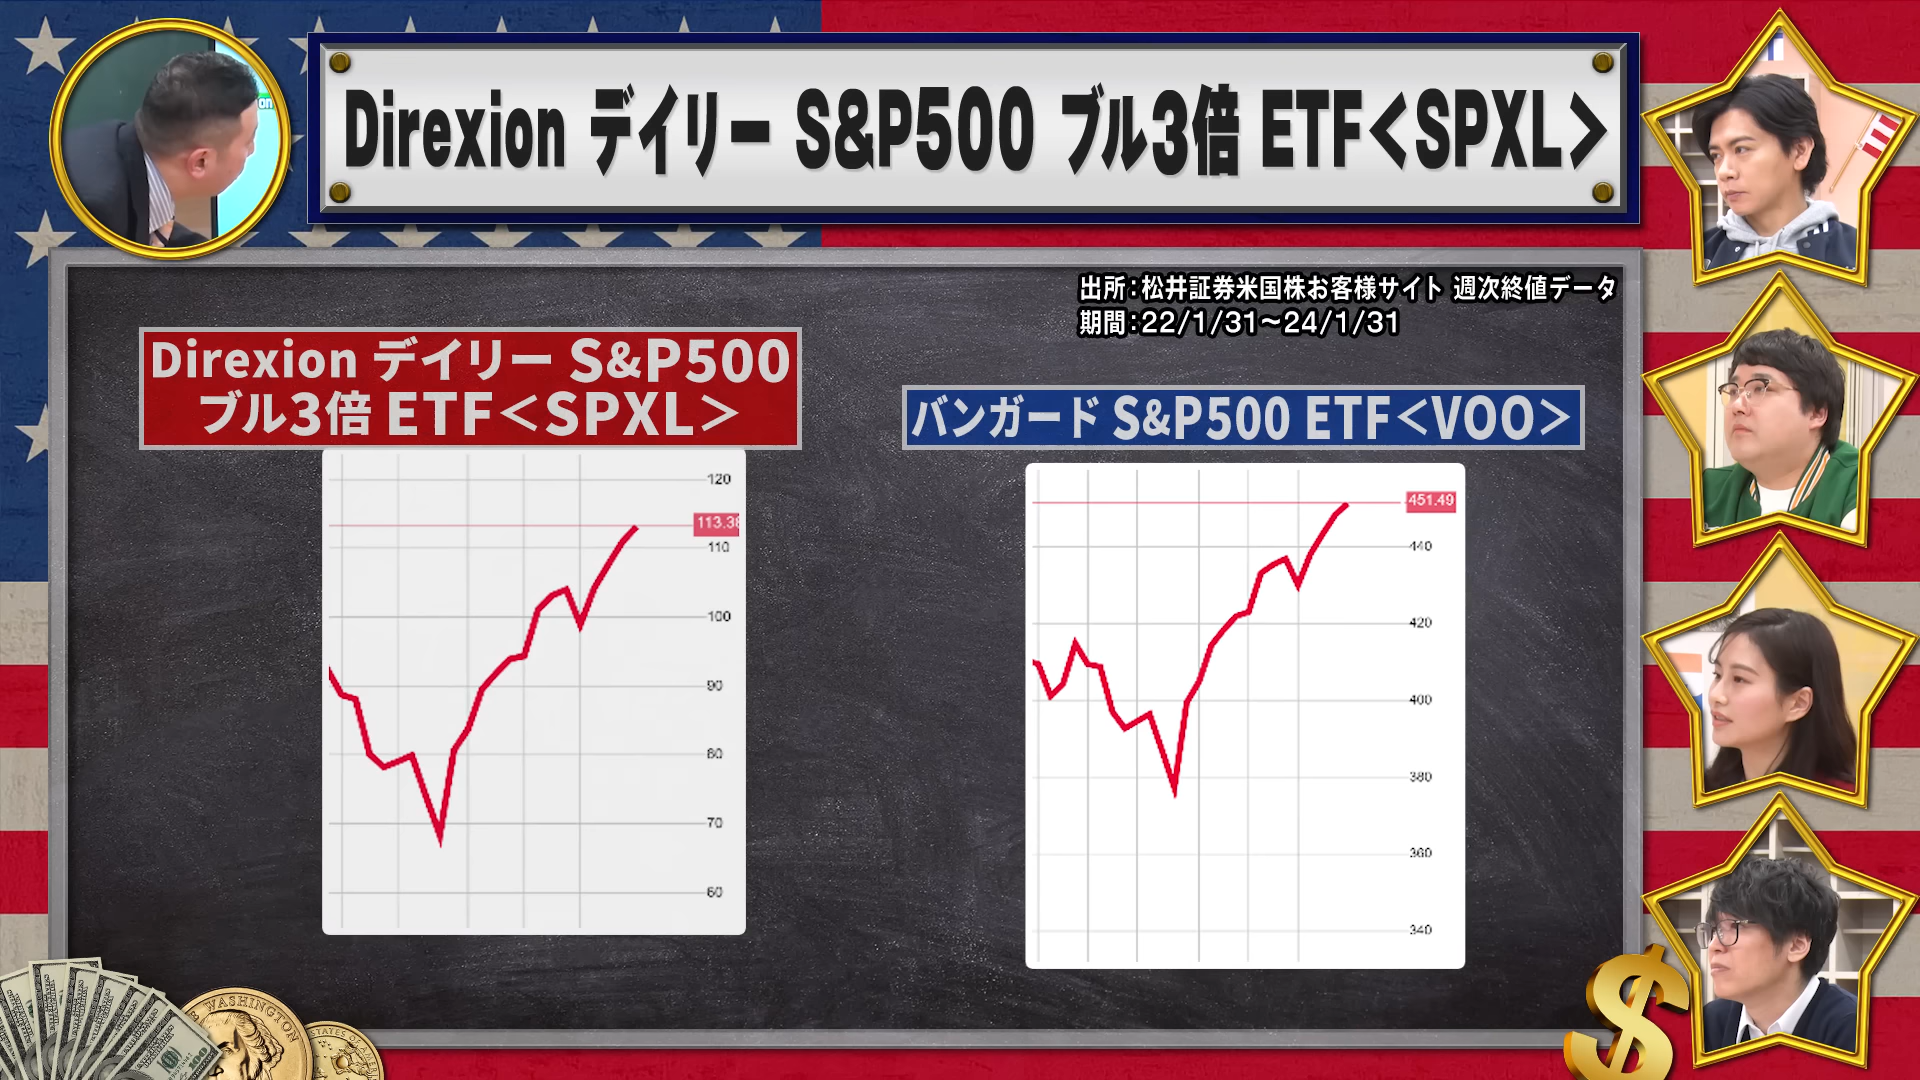 Direxion デイリー S&P500 ブル3倍 ETF<SPXL>
出所:松井証券米国株お客様サイト 週次終値データ
期間:22/1/31〜24/1/31
Direxion デイリー S&P500
ブル3倍 ETF<SPXL>
120
113.38
110
100
90
80
70
60
バンガード S&P500 ETF<VOO>
451.49
440
420
400
380
360
340
WASHINGTON
100
$